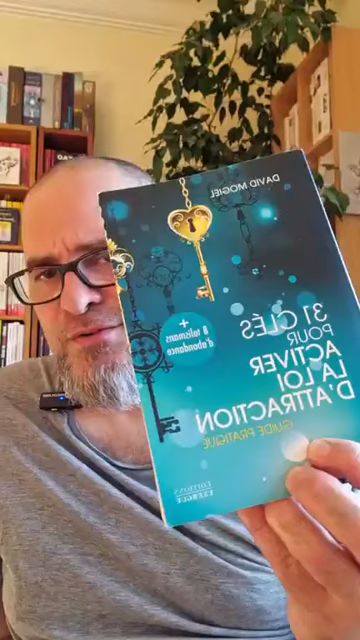 DAVID MOGIEL
31 CLÉS
POUR
ACTIVER
LA LOI
D'ATTRACTION
GUIDE PRATIQUE
+
8 talismans
d'abondance
ÉDITIONS
EXERGUE